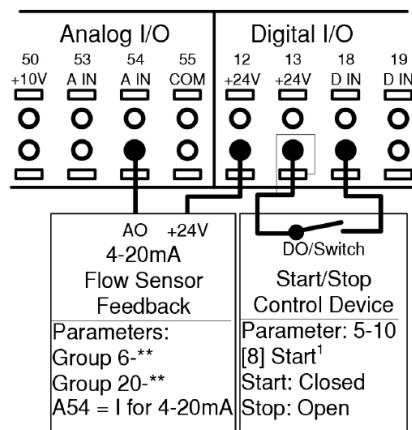 Analog I/O Digital I/O
50 53 54 55 12 13 18 19
+10V A IN A IN COM +24V +24V D IN D IN
AO +24V
4-20mA
Flow Sensor
Feedback
Parameters:
Group 6-**
Group 20-**
A54 = I for 4-20mA
DO/Switch
Start/Stop
Control Device
Parameter: 5-10
[8] Start¹
Start: Closed
Stop: Open